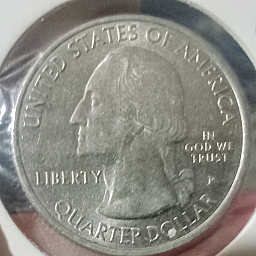 UNITED STATES OF AMERICA
LIBERTY
IN
GOD WE
TRUST
QUARTER DOLLAR